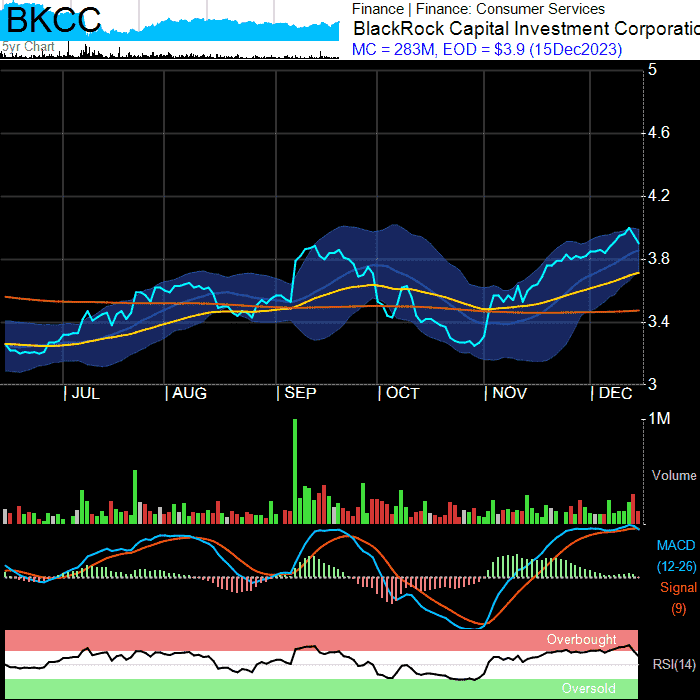 BKCC
5yr Chart
Finance | Finance: Consumer Services
BlackRock Capital Investment Corporatio
MC = 283M, EOD = $3.9 (15Dec2023)
5
4.6
4.2
3.8
3.4
3
JUL
AUG
SEP
OCT
NOV
DEC
1M
Volume
MACD
(12-26)
Signal
(9)
Overbought
RSI(14)
Oversold